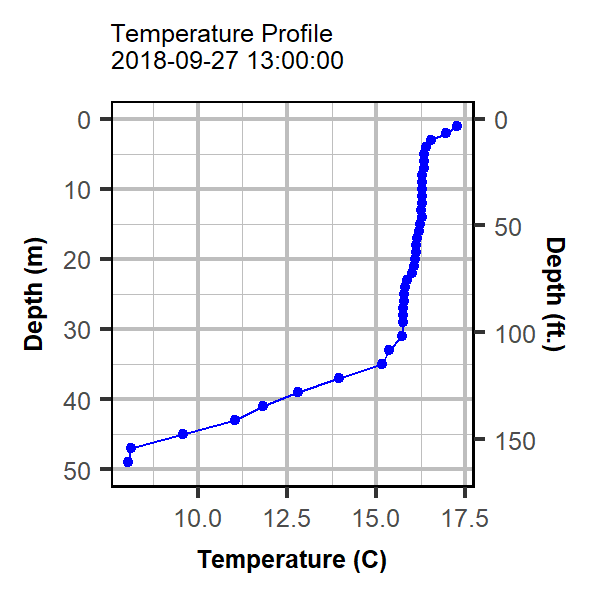 Temperature Profile
2018-09-27 13:00:00
0
10
20
30
40
50
Depth (m)
0
50
100
150
Depth (ft.)
10.0 12.5 15.0 17.5
Temperature (C)